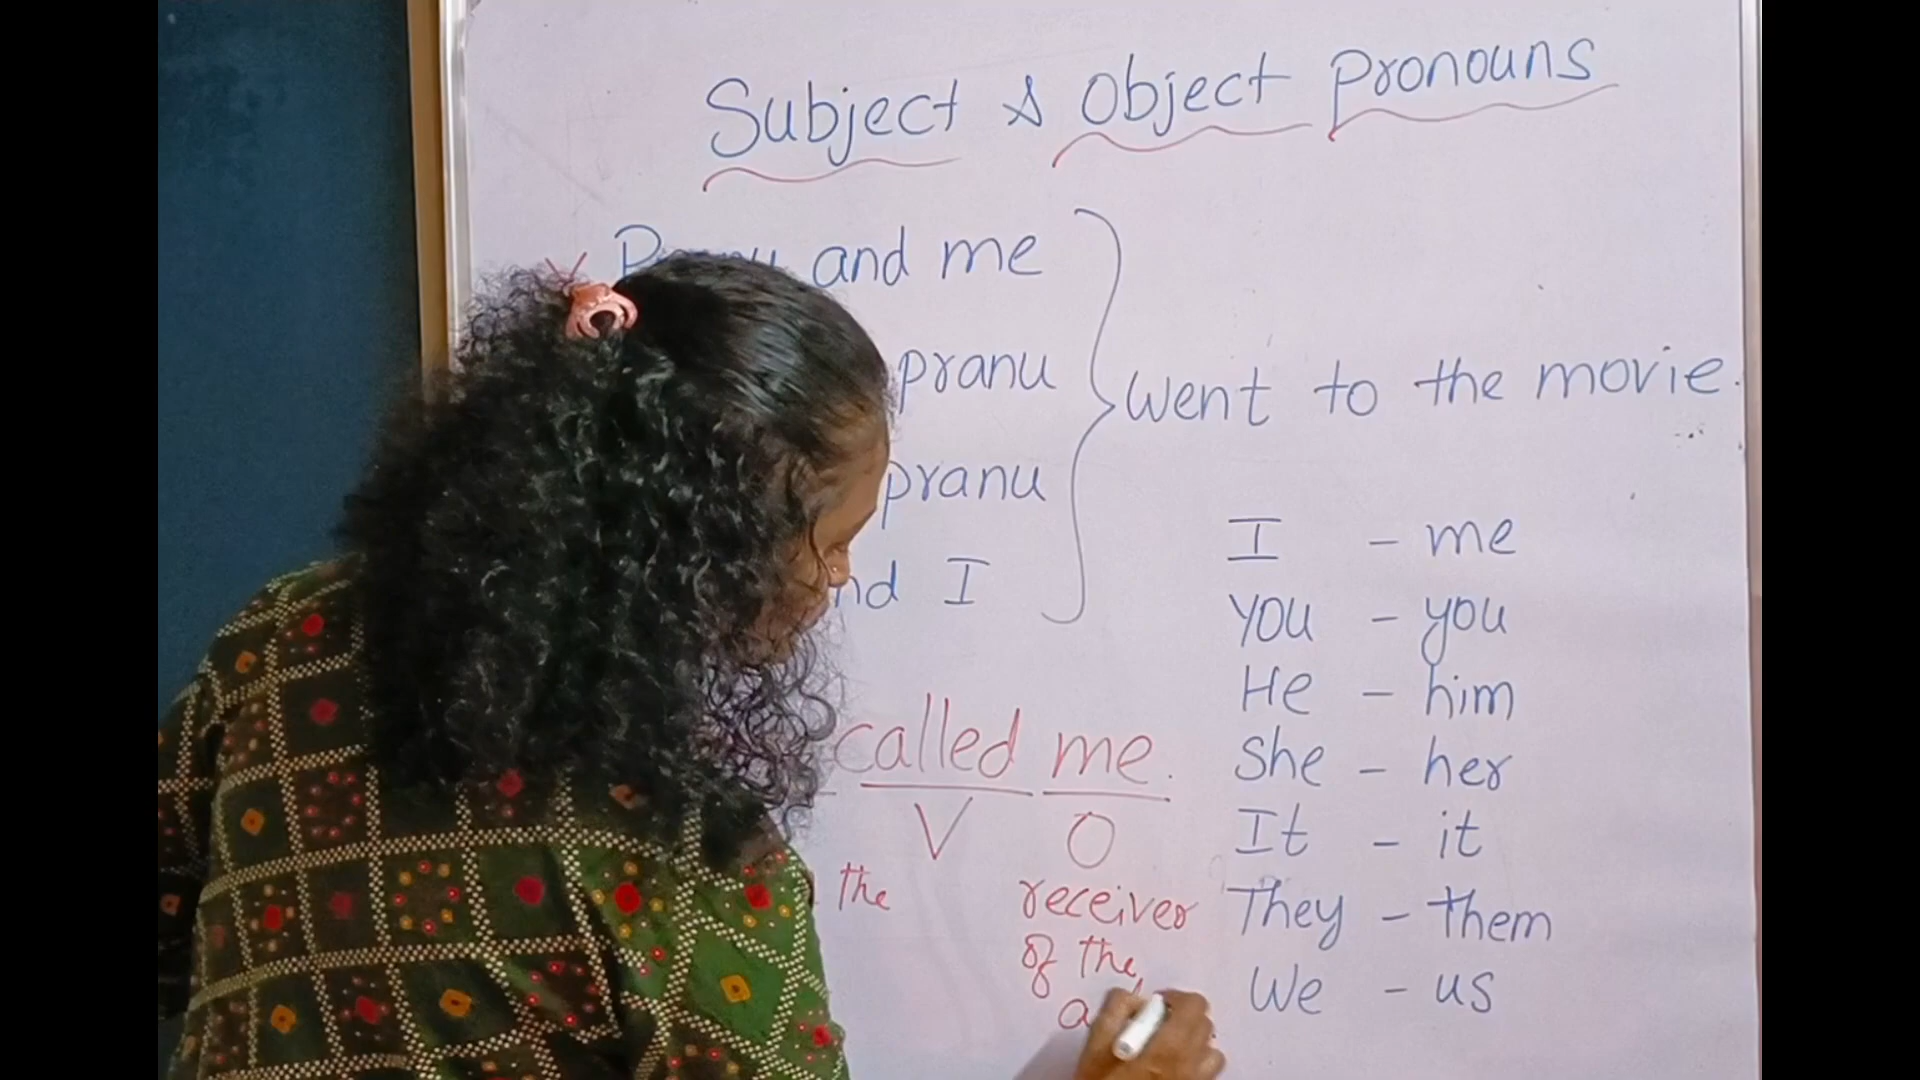 Subject & Object pronouns
and me
pranu
went to the movie.
pranu
I - me
nd I
you - you
He - him
called me.
She - her
V O
It - it
the receiver
They - them
of the
We - us